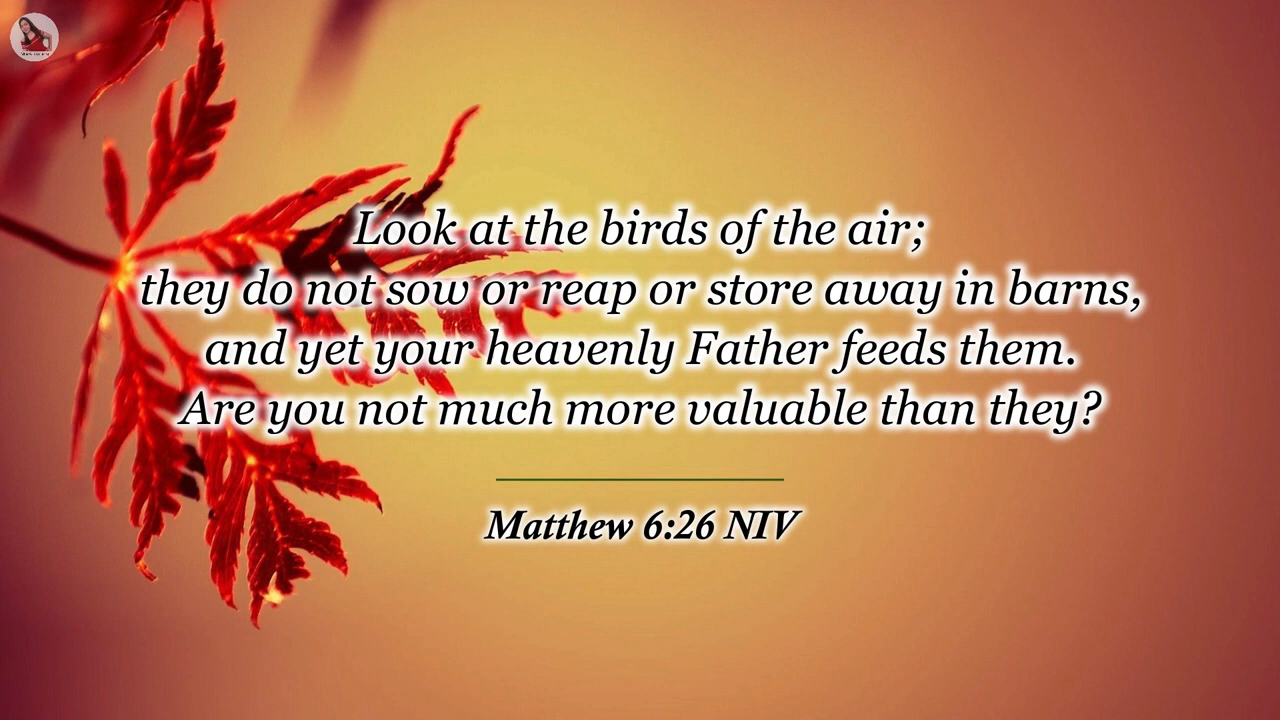 Look at the birds of the air;
they do not sow or reap or store away in barns,
and yet your heavenly Father feeds them.
Are you not much more valuable than they?
Matthew 6:26 NIV